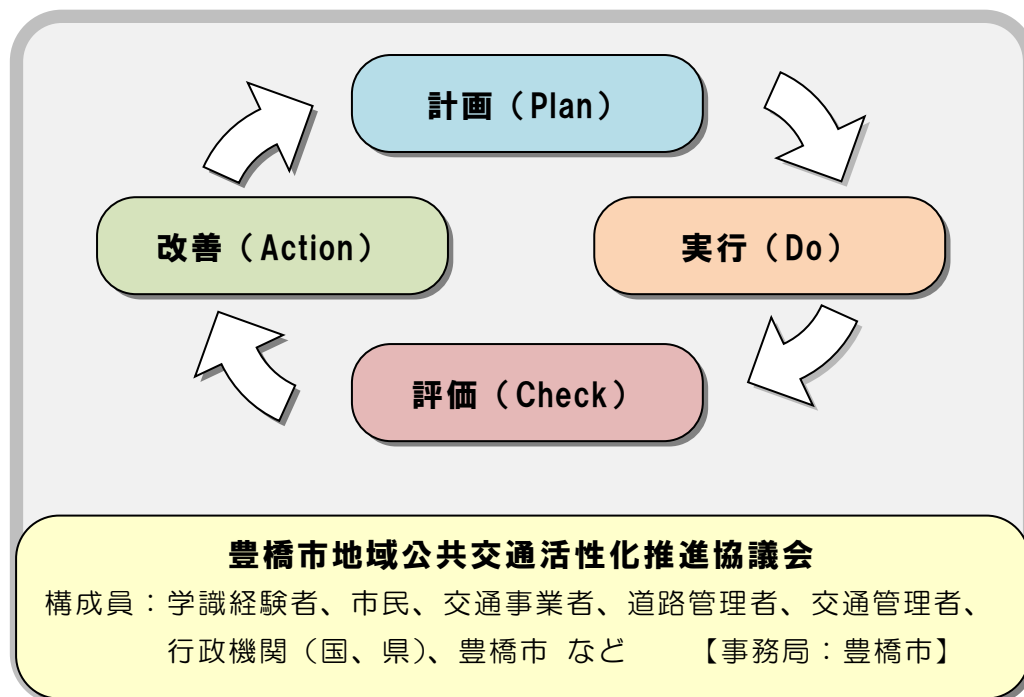 計画（Plan）
改善（Action）
実行（Do）
評価（Check）
豊橋市地域公共交通活性化推進協議会
構成員：学識経験者、市民、交通事業者、道路管理者、交通管理者、
行政機関（国、県）、豊橋市 など 【事務局：豊橋市】